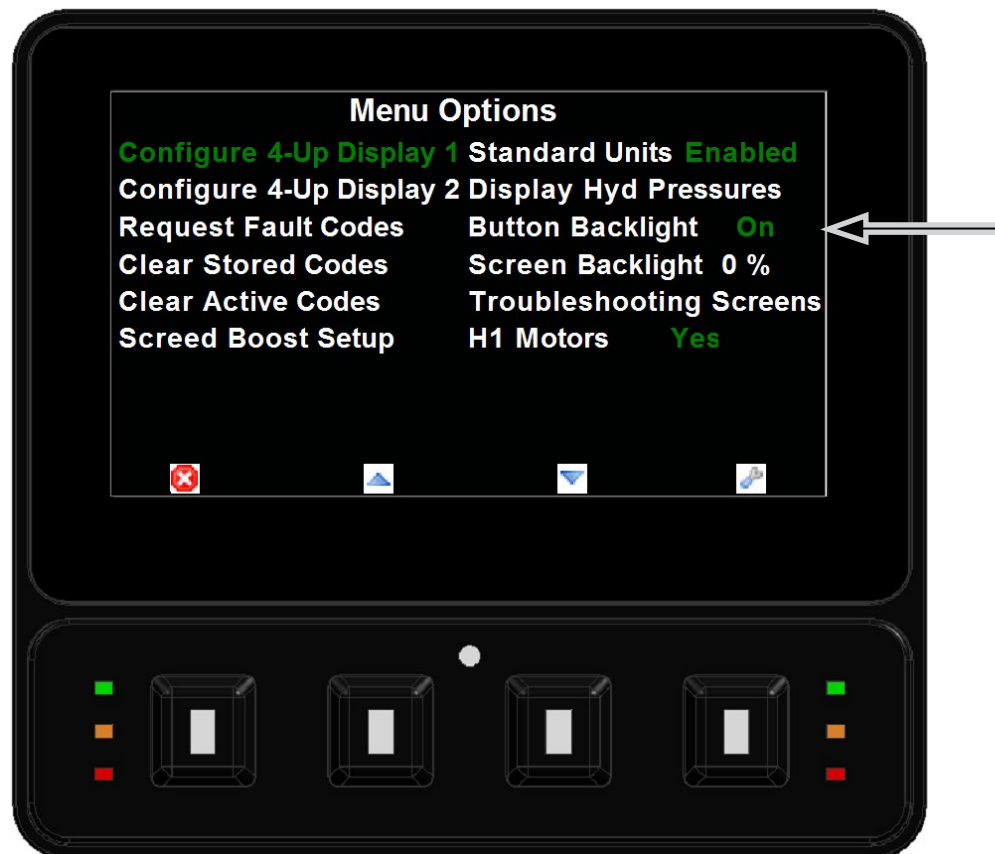 Menu Options
Configure 4-Up Display 1 Standard Units Enabled
Configure 4-Up Display 2 Display Hyd Pressures
Request Fault Codes Button Backlight On
Clear Stored Codes Screen Backlight 0 %
Clear Active Codes Troubleshooting Screens
Screed Boost Setup H1 Motors Yes